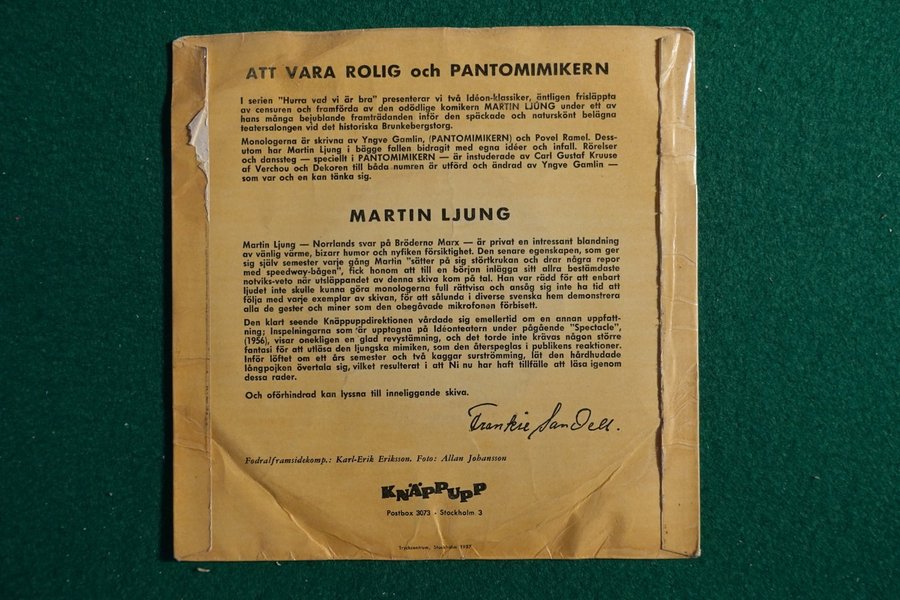 ATT VARA ROLIG och PANTOMIMIKERN
I serien "Hurra vad vi är bra" presenterar vi två Idéon-klassiker, äntligen frisläppta
av censuren och framförda av den odödlige komikern MARTIN LJUNG under ett av
hans många bejublande framträdanden inför den späckade och naturskönt belägna
teatersalongen vid det historiska Brunkebergstorg.
Monologerna är skrivna av Yngve Gamlin, (PANTOMIMIKERN) och Povel Ramel. Dess-
utom har Martin Ljung i bägge fallen bidragit med egna idéer och infall. Rörelser
och danssteg — speciellt i PANTOMIMIKERN — är instuderade av Carl Gustaf Kruuse
af Verchou och Dekoren till båda numren är utförd och ändrad av Yngve Gamlin —
som var och en kan tänka sig.
MARTIN LJUNG
Martin Ljung — Norrlands svar på Bröderna Marx — är privat en intressant blandning
av vänlig värme, bizarr humor och nyfiken försiktighet. Den senare egenskapen, som ger
sig själv semester varje gång Martin "sätter på sig störtkrukan och drar några repor
med speedway-bågen", fick honom att till en början inlägga sitt allra bestämdaste
notviks-veto när utsläppandet av denna skiva kom på tal. Han var rädd för att enbart
ljudet inte skulle kunna göra monologerna full rättvisa och ansåg sig inte ha tid att
följa med varje exemplar av skivan, för att sålunda i diverse svenska hem demonstrera
alla de gester och miner som den obegåvade mikrofonen förbisett.
Den klart seende Knäppuppdirektionen vårdade sig emellertid om en annan uppfatt-
ning; Inspelningarna som är upptagna på Idéonteatern under pågående "Spectacle",
(1956), visar onekligen en glad revystämning, och det torde inte krävas någon större
fantasi för att utläsa den ljungska mimiken, som den återspeglas i publikens reaktioner.
Inför löftet om ett års semester och två kaggar surströmming, lät den hårdhudade
långpojken övertala sig, vilket resulterat i att Ni nu har haft tillfälle att läsa igenom
dessa rader.
Och oförhindrad kan lyssna till inneliggande skiva.
Frankie Sandell.
Fodralframsidekomp.: Karl-Erik Eriksson. Foto: Allan Johansson
KNÄPPUPP
Postbox 3073 - Stockholm 3
Tryckcentrum, Stockholm 1957